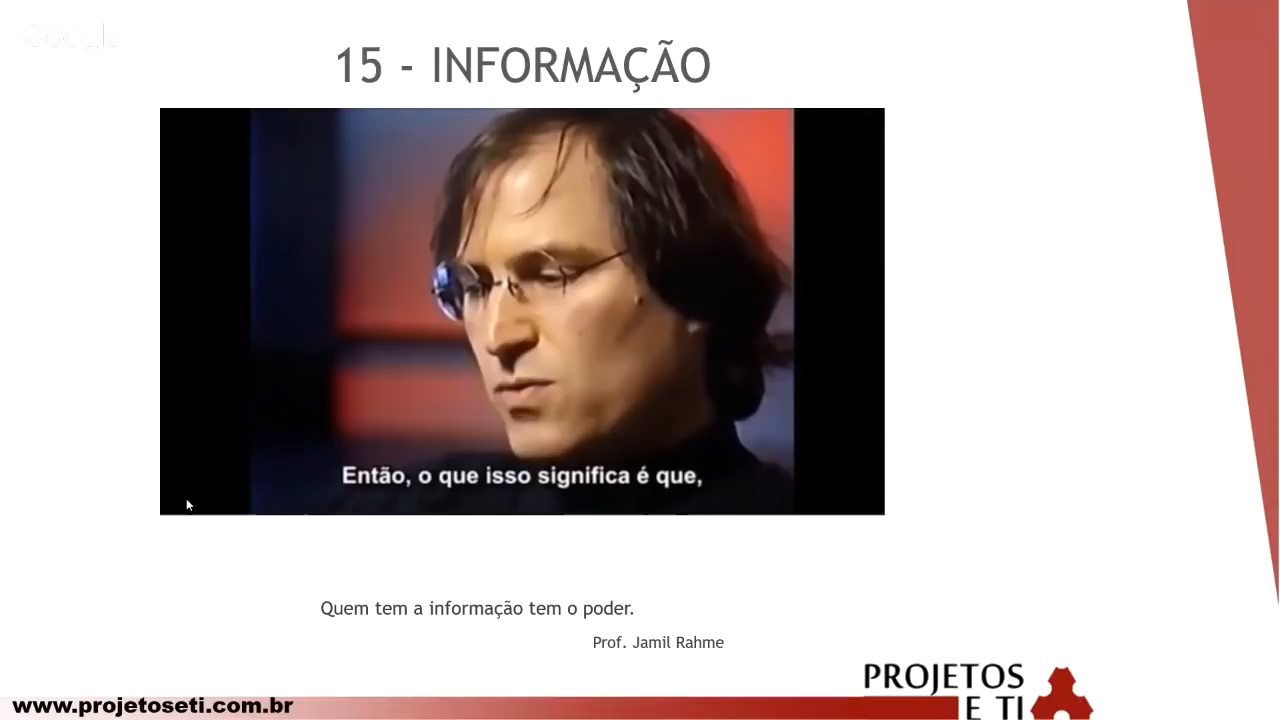 Google
15 - INFORMAÇÃO
Então, o que isso significa é que,
Quem tem a informação tem o poder.
Prof. Jamil Rahme
PROJETOS
E TI
www.projetoseti.com.br